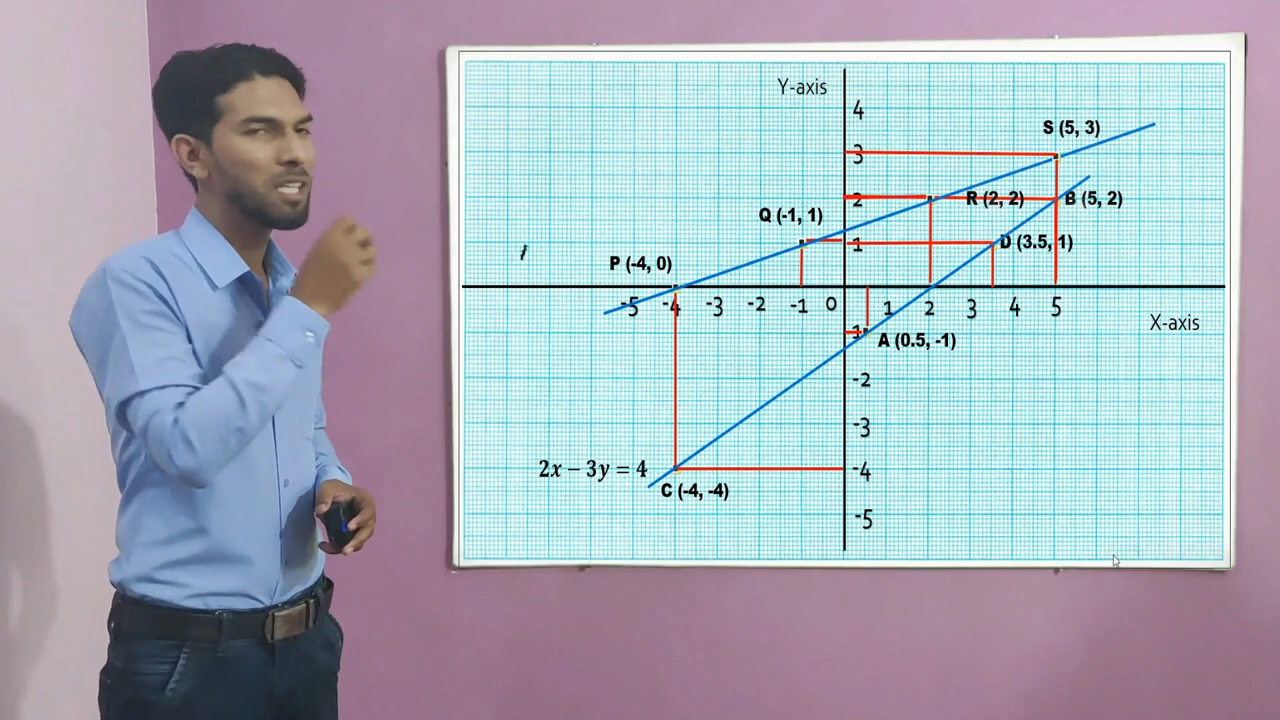 Y-axis
4
S (5, 3)
3
2
R (2, 2)
B (5, 2)
Q (-1, 1)
1
D (3.5, 1)
P (-4, 0)
-5 -4 -3 -2 -1 0 1 2 3 4 5
X-axis
-1
A (0.5, -1)
-2
-3
2x − 3y = 4
-4
C (-4, -4)
-5